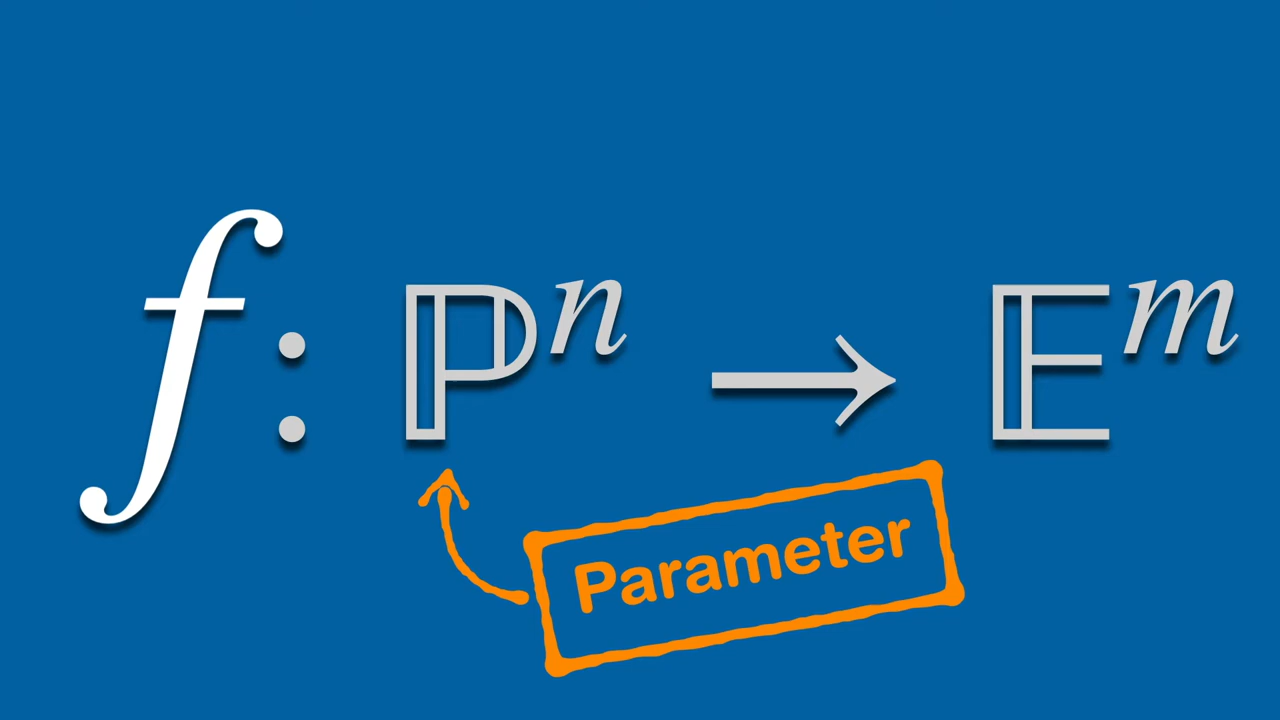 f : ℙⁿ → 𝔼ᵐ
Parameter